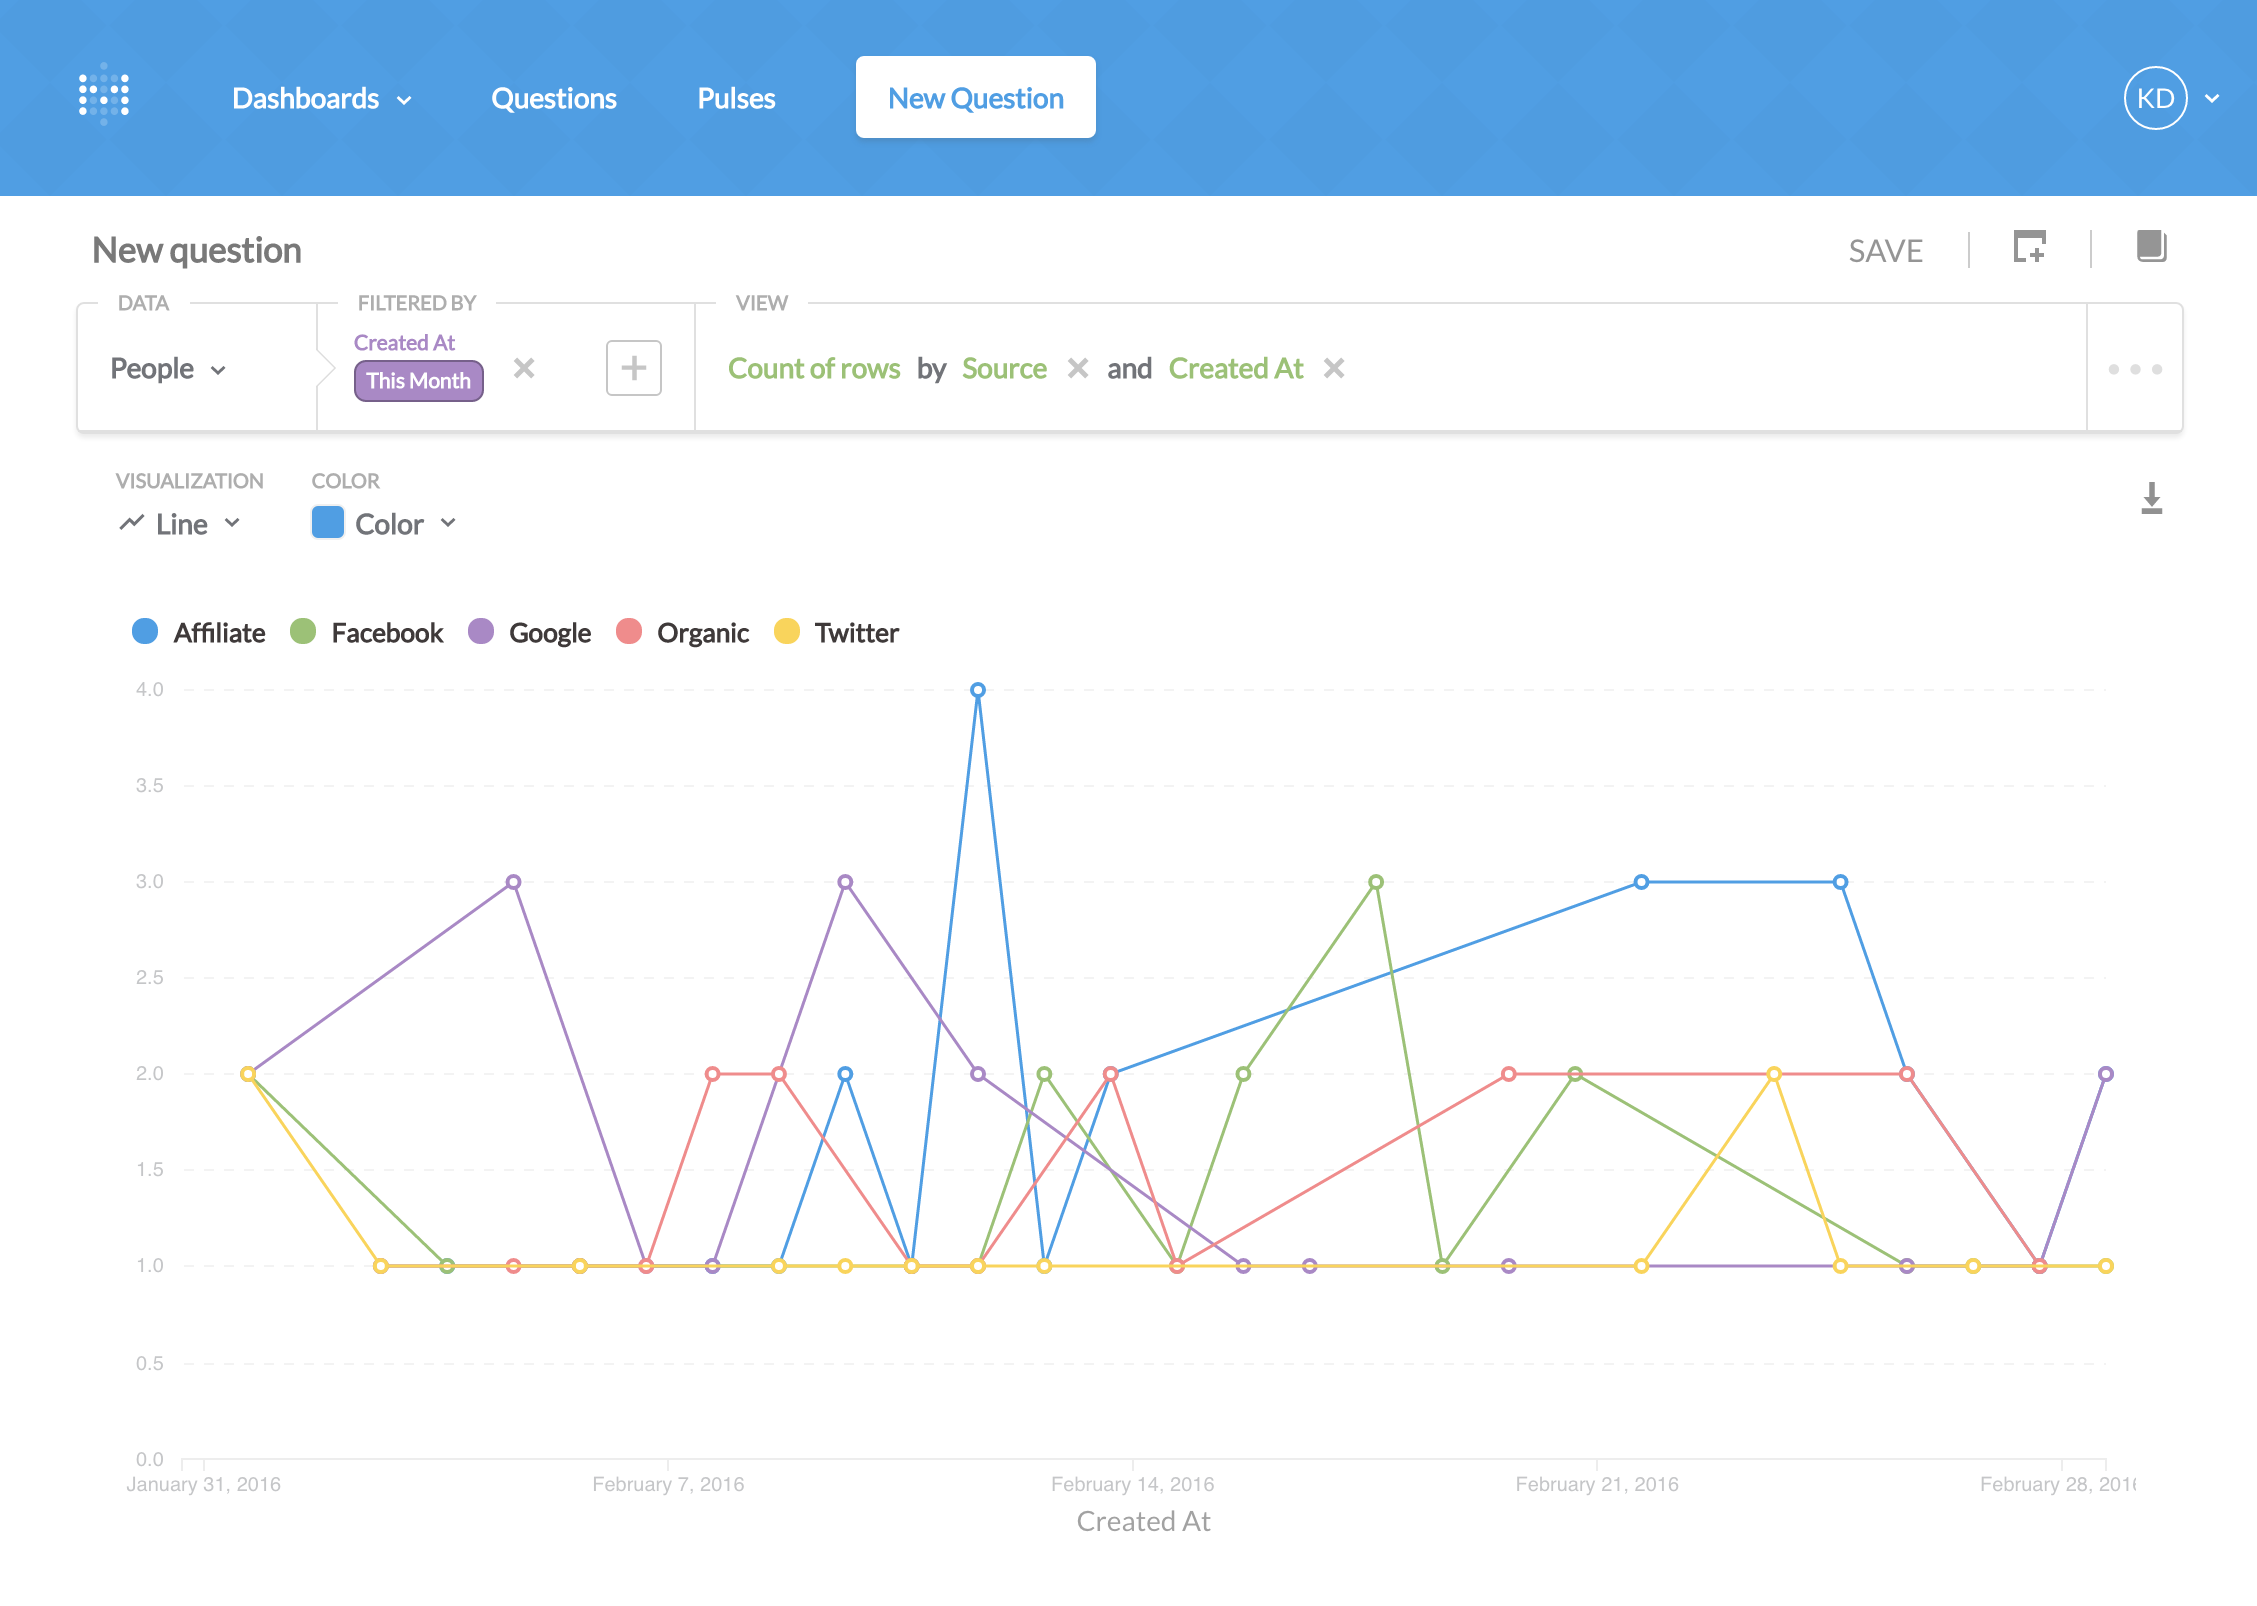 Dashboards Questions Pulses New Question KD
New question SAVE
DATA FILTERED BY VIEW
People Created At This Month Count of rows by Source and Created At
VISUALIZATION COLOR
Line Color
Affiliate Facebook Google Organic Twitter
4.0
3.5
3.0
2.5
2.0
1.5
1.0
0.5
0.0
January 31, 2016 February 7, 2016 February 14, 2016 February 21, 2016 February 28, 2016
Created At